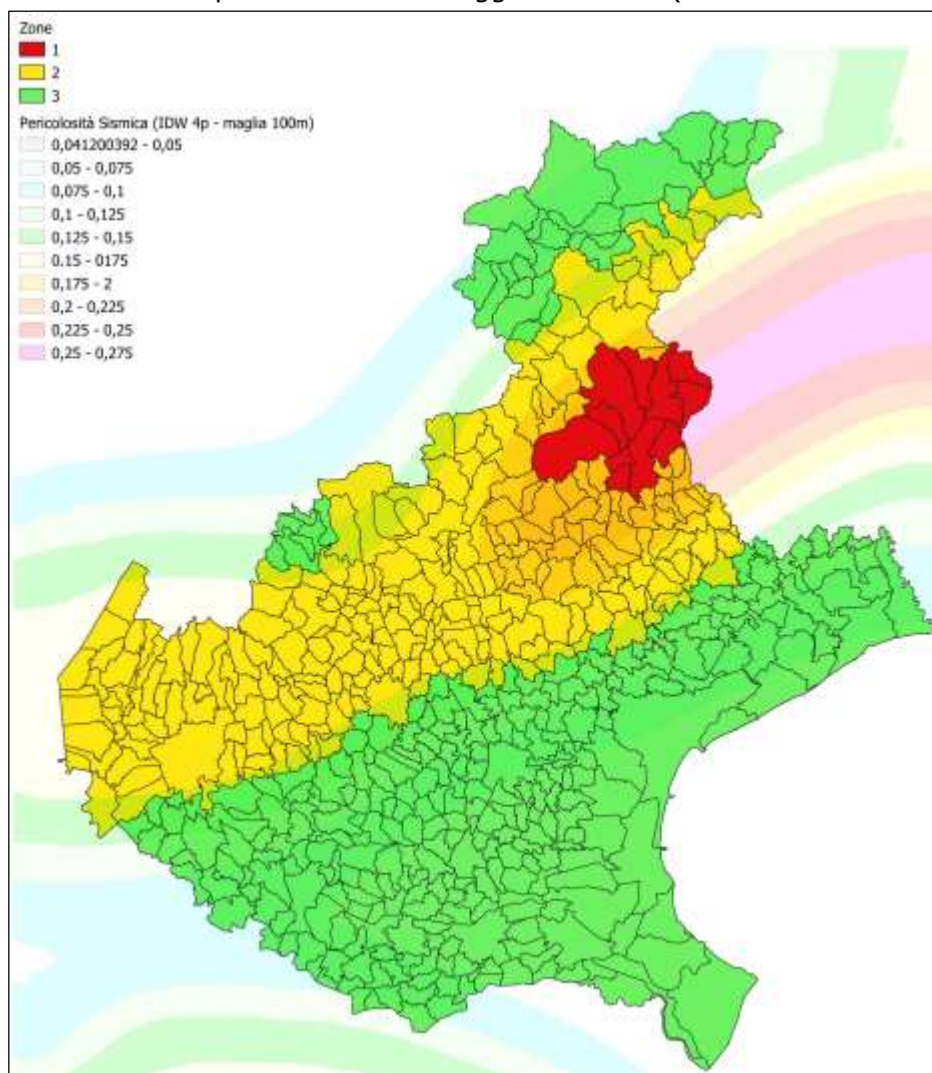 Zone
1
2
3
Pericolosità Sismica (IDW 4p - maglia 100m)
0,041200392 - 0,05
0,05 - 0,075
0,075 - 0,1
0,1 - 0,125
0,125 - 0,15
0.15 - 0175
0,175 - 2
0,2 - 0,225
0,225 - 0,25
0,25 - 0,275